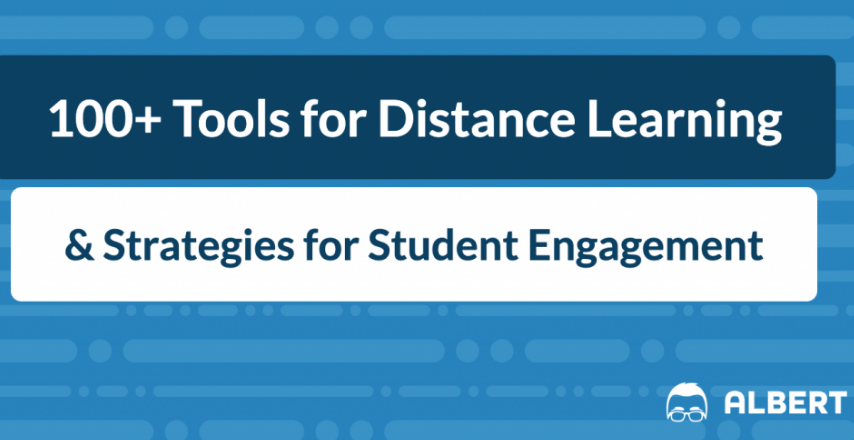 100+ Tools for Distance Learning
& Strategies for Student Engagement
ALBERT